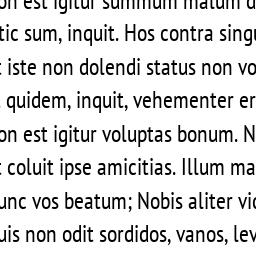 on est igitur summum malum d
tic sum, inquit. Hos contra sing
iste non dolendi status non vo
quidem, inquit, vehementer er
on est igitur voluptas bonum. N
coluit ipse amicitias. Illum ma
unc vos beatum; Nobis aliter vi
uis non odit sordidos, vanos, lev